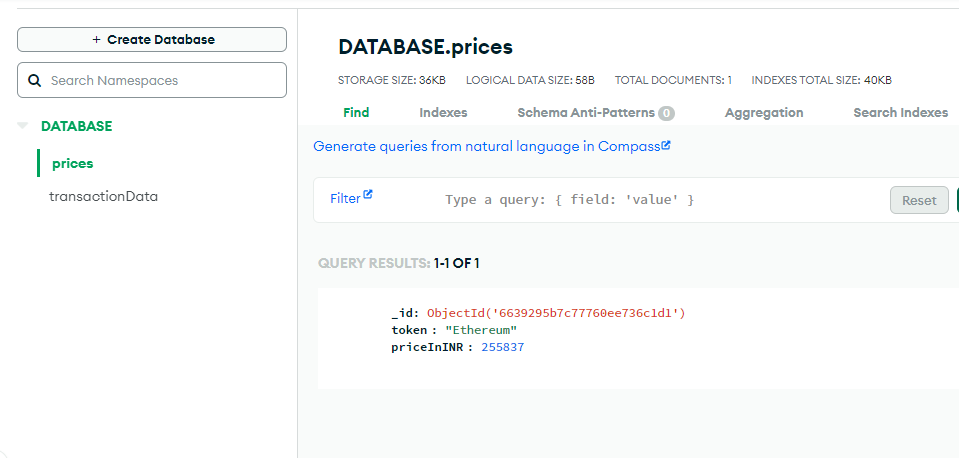 + Create Database
Search Namespaces
DATABASE
prices
transactionData
DATABASE.prices
STORAGE SIZE: 36KB LOGICAL DATA SIZE: 58B TOTAL DOCUMENTS: 1 INDEXES TOTAL SIZE: 40KB
Find Indexes Schema Anti-Patterns 0 Aggregation Search Indexes
Generate queries from natural language in Compass
Filter Type a query: { field: 'value' } Reset
QUERY RESULTS: 1-1 OF 1
_id: ObjectId('6639295b7c77760ee736c1d1')
token : "Ethereum"
priceInINR : 255837